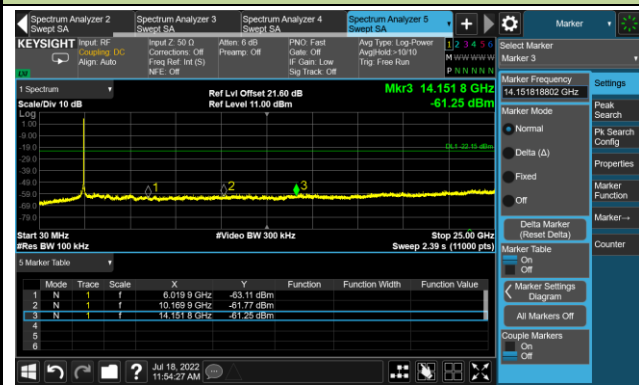 Spectrum Analyzer 2
Swept SA
Spectrum Analyzer 3
Swept SA
Spectrum Analyzer 4
Swept SA
Spectrum Analyzer 5
Swept SA
Marker
KEYSIGHT
Input: RF
Coupling: DC
Align: Auto
Input Z: 50 Ω
Corrections: Off
Freq Ref: Int (S)
NFE: Off
Atten: 6 dB
Preamp: Off
PNO: Fast
Gate: Off
IF Gain: Low
Sig Track: Off
Avg Type: Log-Power
Avg|Hold:>10/10
Trig: Free Run
1 2 3 4 5 6
M W W W W W
P N N N N N
LXI
1 Spectrum
Scale/Div 10 dB
Log
Ref Lvl Offset 21.60 dB
Ref Level 11.00 dBm
Mkr3 14.151 8 GHz
-61.25 dBm
1.00
-9.00
-19.0
-29.0
-39.0
-49.0
-59.0
-69.0
-79.0
DL1 -22.15 dBm
1
2
3
Start 30 MHz
#Res BW 100 kHz
#Video BW 300 kHz
Stop 25.00 GHz
Sweep 2.39 s (11000 pts)
5 Marker Table
Mode Trace Scale X Y Function Function Width Function Value
1 N 1 f 6.019 9 GHz -63.11 dBm
2 N 1 f 10.169 9 GHz -61.77 dBm
3 N 1 f 14.151 8 GHz -61.25 dBm
4
5
6
Jul 18, 2022
11:54:27 AM
Select Marker
Marker 3
Marker Frequency
14.151818802 GHz
Marker Mode
Normal
Delta (Δ)
Fixed
Off
Delta Marker
(Reset Delta)
Marker Table
On
Off
Marker Settings
Diagram
All Markers Off
Couple Markers
On
Off
Settings
Peak
Search
Pk Search
Config
Properties
Marker
Function
Marker→
Counter